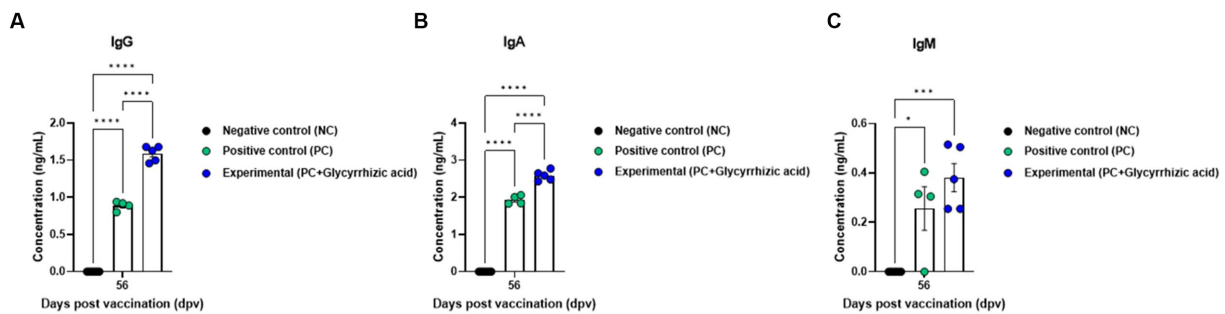 A
IgG
****
****
****
2.0
1.5
1.0
0.5
0.0
Concentration (ng/mL)
56
Days post vaccination (dpv)
Negative control (NC)
Positive control (PC)
Experimental (PC+Glycyrrhizic acid)
B
IgA
****
****
****
4
3
2
1
0
Concentration (ng/mL)
56
Days post vaccination (dpv)
Negative control (NC)
Positive control (PC)
Experimental (PC+Glycyrrhizic acid)
C
IgM
***
*
0.6
0.4
0.2
0.0
Concentration (ng/mL)
56
Days post vaccination (dpv)
Negative control (NC)
Positive control (PC)
Experimental (PC+Glycyrrhizic acid)